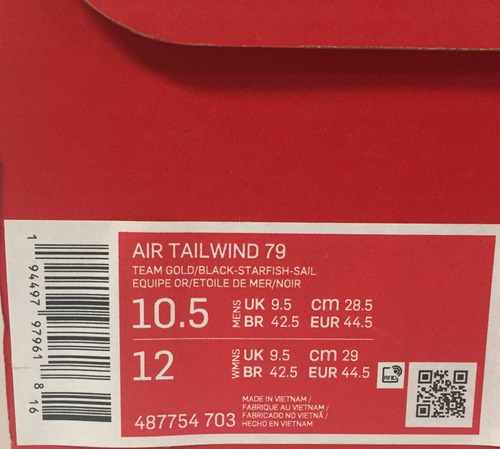 AIR TAILWIND 79
TEAM GOLD/BLACK-STARFISH-SAIL
EQUIPE OR/ETOILE DE MER/NOIR
10.5 MENS UK 9.5 cm 28.5
BR 42.5 EUR 44.5
12 WMNS UK 9.5 cm 29
BR 42.5 EUR 44.5
RFID
487754 703
MADE IN VIETNAM /
FABRIQUE AU VIETNAM /
FABRICADO NO VIETNÃ /
HECHO EN VIETNAM
1 94497 97961 8 16